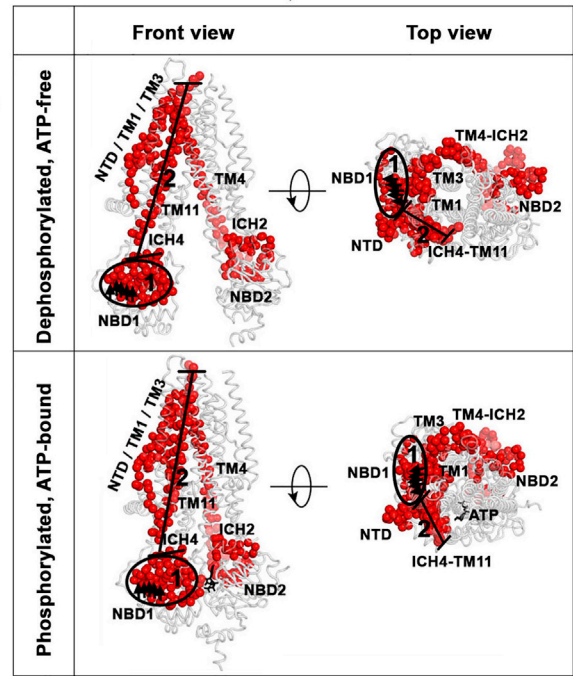 Front view
Top view
Dephosphorylated, ATP-free
NTD / TM1 / TM3
2
TM4
TM11
ICH4
ICH2
1
NBD1
NBD2
TM4-ICH2
1
NBD1
TM3
TM1
NBD2
2
NTD
ICH4-TM11
Phosphorylated, ATP-bound
NTD / TM1 / TM3
TM4
2
TM11
ICH4
ICH2
1
NBD1
NBD2
TM3
TM4-ICH2
1
NBD1
TM1
NBD2
2
ATP
NTD
ICH4-TM11